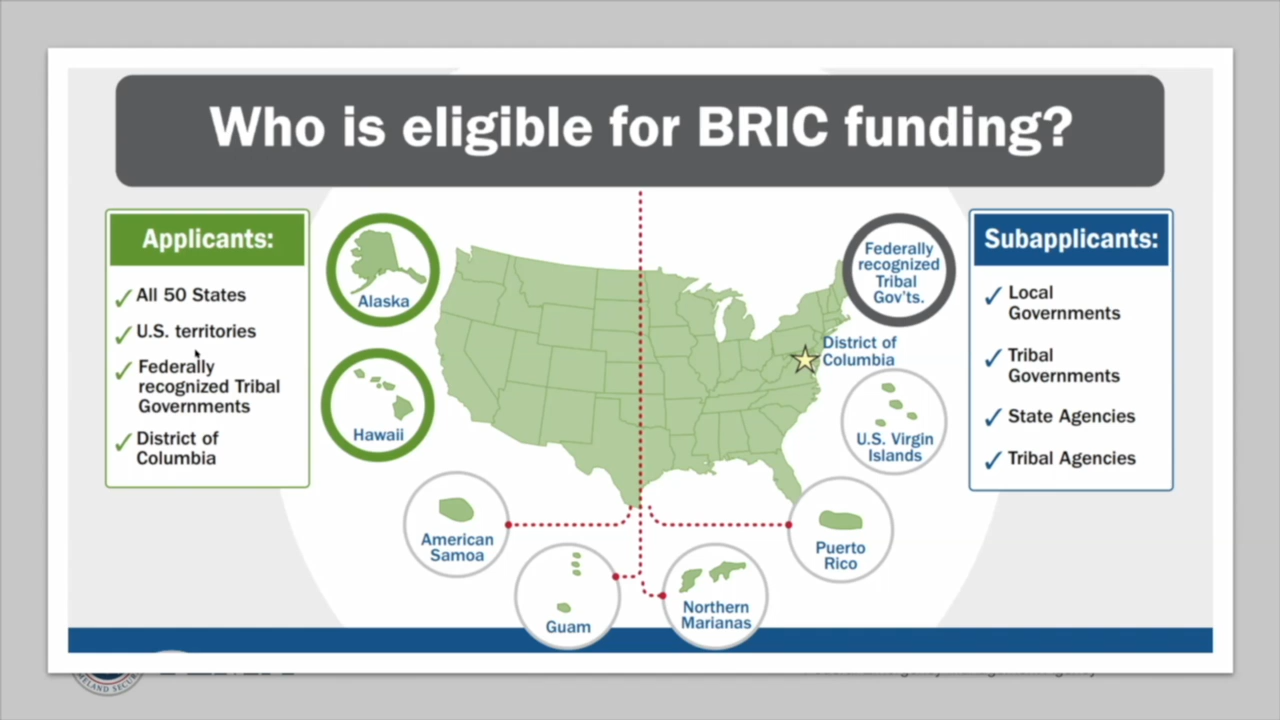 Who is eligible for BRIC funding?
Applicants:
All 50 States
U.S. territories
Federally
recognized Tribal
Governments
District of
Columbia
Alaska
Hawaii
American
Samoa
Guam
Northern
Marianas
Puerto
Rico
U.S. Virgin
Islands
District of
Columbia
Federally
recognized
Tribal
Gov'ts.
Subapplicants:
Local
Governments
Tribal
Governments
State Agencies
Tribal Agencies